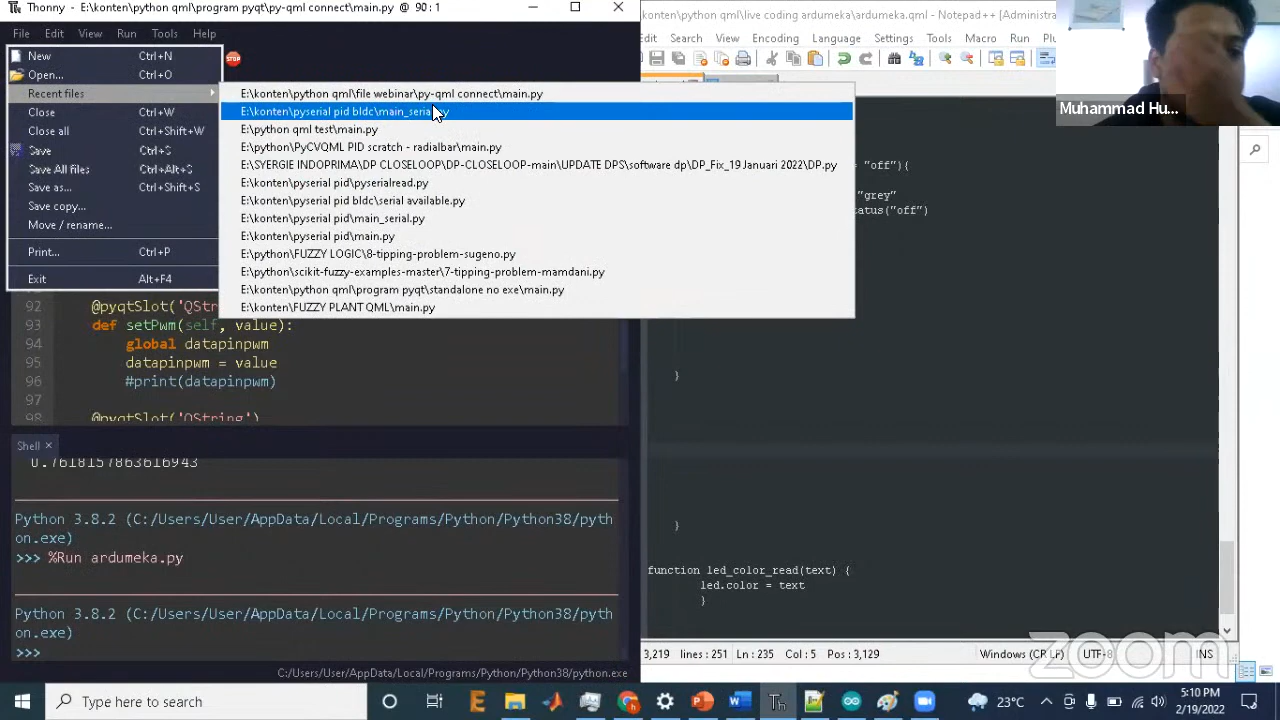 Thonny - E:\konten\python qml\program pyqt\py-qml connect\main.py @ 90 : 1
File Edit View Run Tools Help
New Ctrl+N
Open... Ctrl+O
Recent files
Close Ctrl+W
Close all Ctrl+Shift+W
Save Ctrl+S
Save All files Ctrl+Alt+S
Save as... Ctrl+Shift+S
Save copy...
Move / rename...
Print... Ctrl+P
Exit Alt+F4
E:\konten\python qml\file webinar\py-qml connect\main.py
E:\konten\pyserial pid bldc\main_serial.py
E:\python qml test\main.py
E:\python\PyCVQML PID scratch - radialbar\main.py
E:\SYERGIE INDOPRIMA\DP CLOSELOOP\DP-CLOSELOOP-main\UPDATE DPS\software dp\DP_Fix_19 Januari 2022\DP.py
E:\konten\pyserial pid\pyserialread.py
E:\konten\pyserial pid bldc\serial available.py
E:\konten\pyserial pid\main_serial.py
E:\konten\pyserial pid\main.py
E:\python\FUZZY LOGIC\8-tipping-problem-sugeno.py
E:\python\scikit-fuzzy-examples-master\7-tipping-problem-mamdani.py
E:\konten\python qml\program pyqt\standalone no exe\main.py
E:\konten\FUZZY PLANT QML\main.py
92 @pyqtSlot('QString')
93 def setPwm(self, value):
94 global datapinpwm
95 datapinpwm = value
96 #print(datapinpwm)
97
98 @pyqtSlot('QString')
Shell
0.7618157863616943
Python 3.8.2 (C:/Users/User/AppData/Local/Programs/Python/Python38/pyth
on.exe)
>>> %Run ardumeka.py
Python 3.8.2 (C:/Users/User/AppData/Local/Programs/Python/Python38/pyth
on.exe)
>>>
C:/Users/User/AppData/Local/Programs/Python/Python38/python.exe
konten\python qml\live coding ardumeka\ardumeka.qml - Notepad++ [Administra
Edit Search View Encoding Language Settings Tools Macro Run
Muhammad Hu...
= "off"){
"grey"
tatus("off")
}
}
function led_color_read(text) {
led.color = text
}
3,219 lines : 251 Ln : 235 Col : 5 Pos : 3,129 Windows (CR LF) UTF-8 INS
zoom
Type here to search
23°C
5:10 PM
2/19/2022